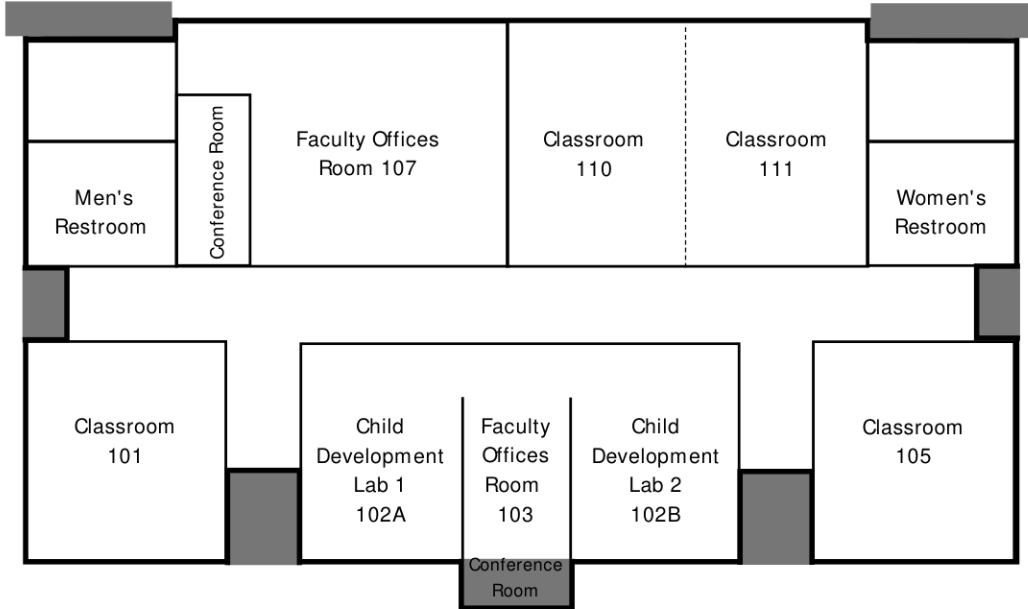 Conference Room
Faculty Offices
Room 107
Classroom
110
Classroom
111
Men's
Restroom
Women's
Restroom
Classroom
101
Child
Development
Lab 1
102A
Faculty
Offices
Room
103
Child
Development
Lab 2
102B
Classroom
105
Conference
Room